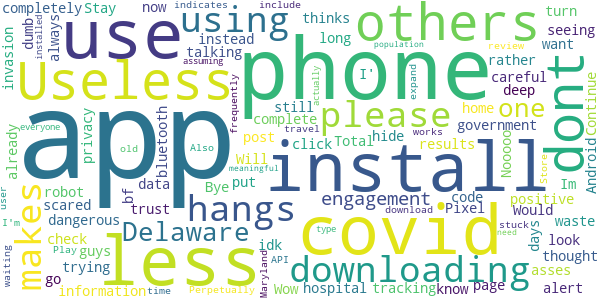 completely Stay now using others
invasion dumb use always instead thinks turn seeing
installed talking long I' want
Useless phone rather careful deep
indicates include assuming frequently
population review actually expand
app please one home government Android Continue
dont
already privacy bluetooth still click Total hide
complete post Will results Noooooo
everyone old install
robot Bye data put engagement code positive Im
makes scared bf trust hangs idk Pixel Would
dangerous covid days waste asses
Also travel works Store
user check Play guys Delaware Wow hospital tracking know page look thought
I'm trying less downloading alert
waiting go information time Perpetually Maryland API download type need stuck meaningful